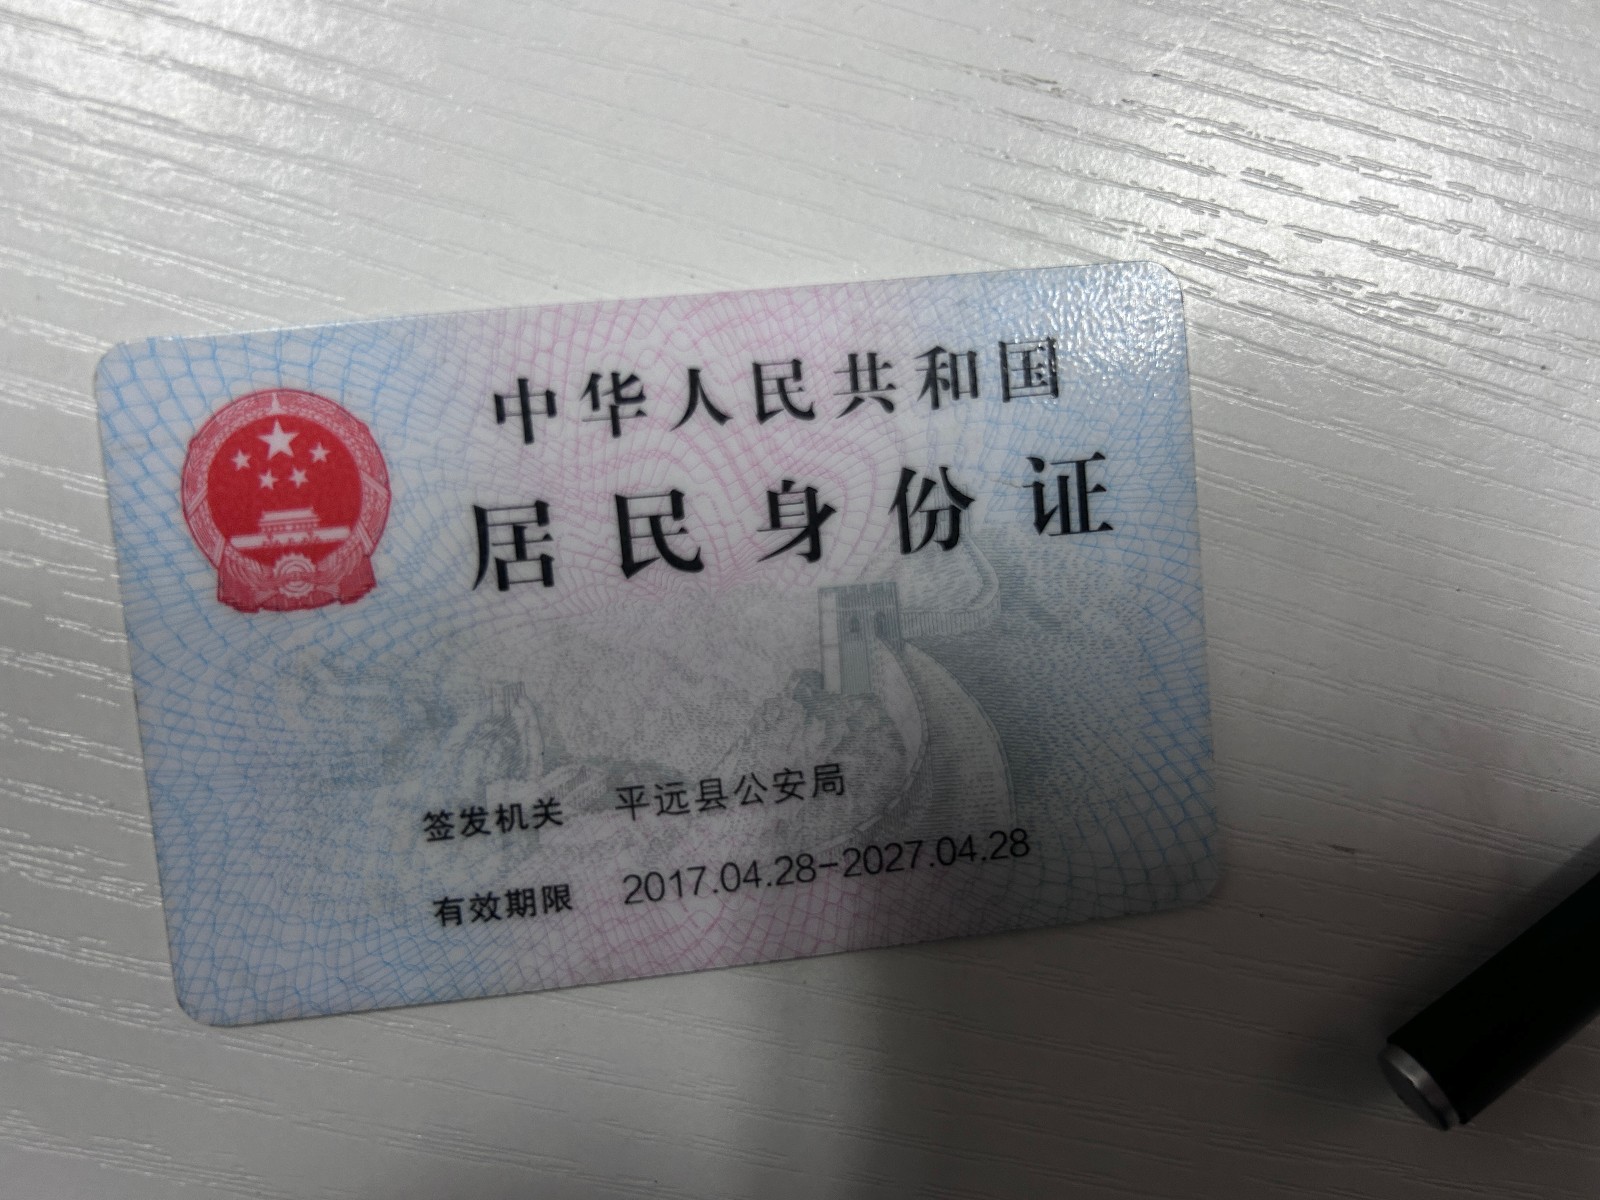 中华人民共和国
居民身份证
签发机关 平远县公安局
有效期限 2017.04.28-2027.04.28